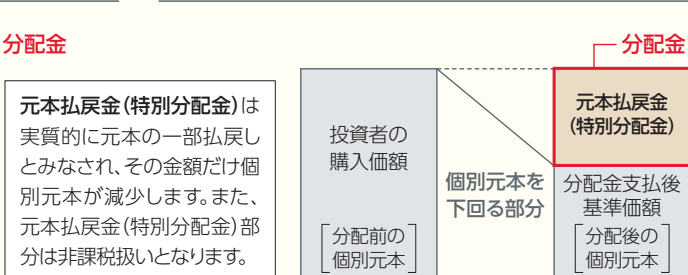 分配金
元本払戻金(特別分配金)は
実質的に元本の一部払戻し
とみなされ、その金額だけ個
別元本が減少します。また、
元本払戻金(特別分配金)部
分は非課税扱いとなります。
投資者の
購入価額
[分配前の
個別元本]
個別元本を
下回る部分
分配金
元本払戻金
(特別分配金)
分配金支払後
基準価額
[分配後の
個別元本]